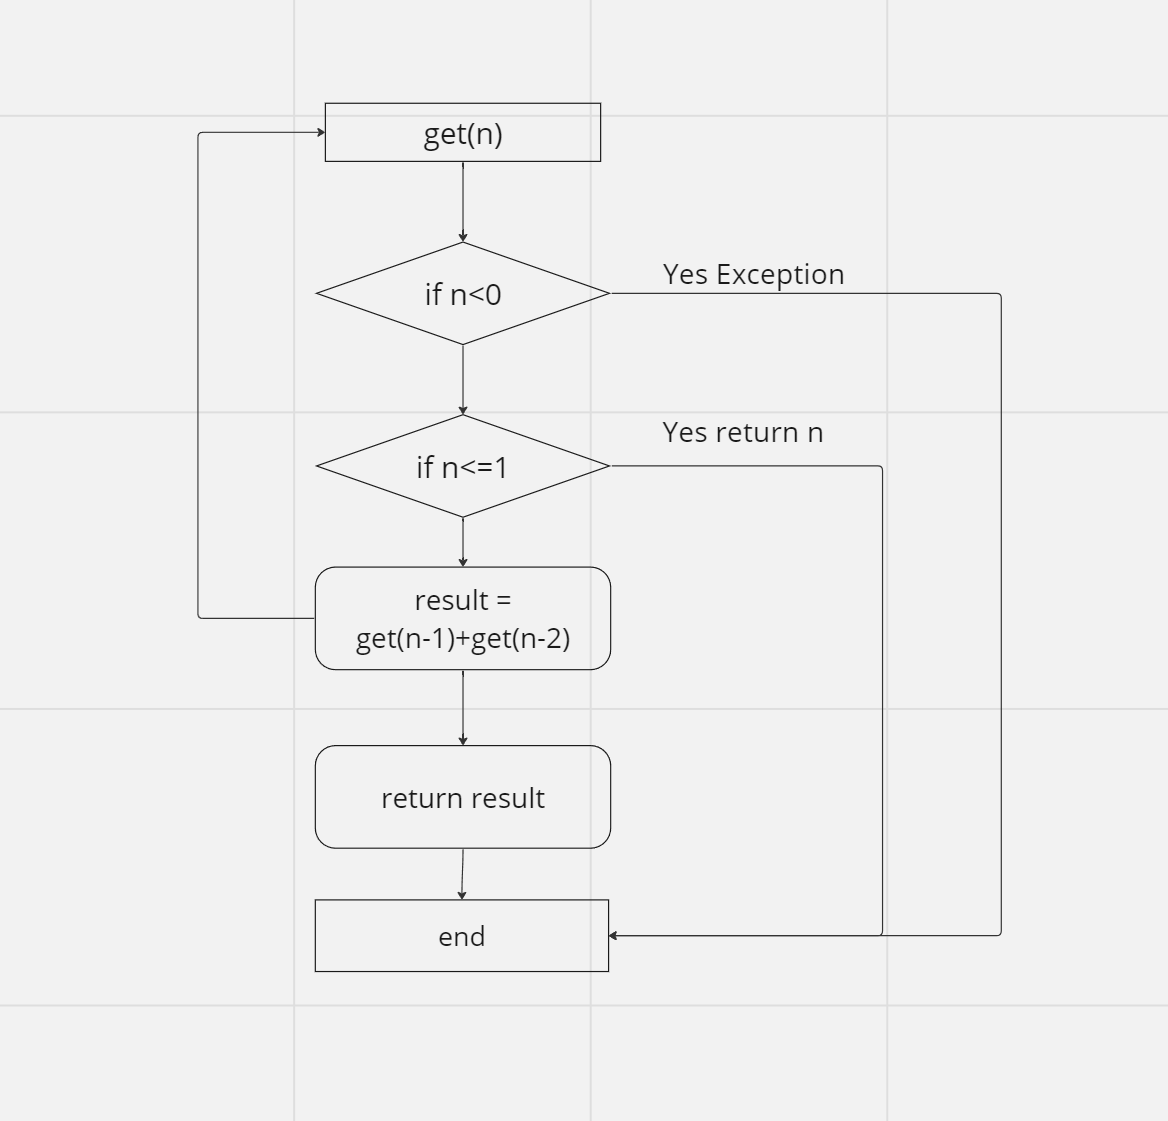 get(n)
if n<0
Yes Exception
if n<=1
Yes return n
result =
get(n-1)+get(n-2)
return result
end